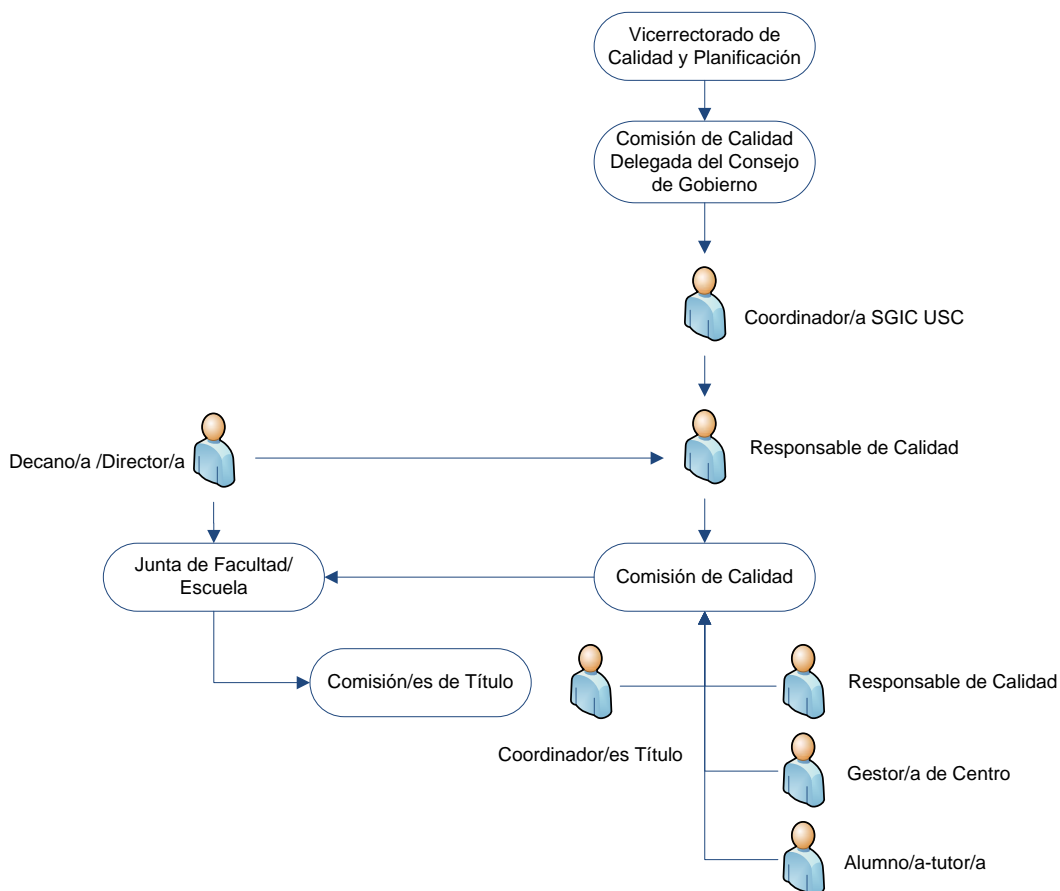 Vicerrectorado de
Calidad y Planificación
Comisión de Calidad
Delegada del Consejo
de Gobierno
Coordinador/a SGIC USC
Decano/a /Director/a
Responsable de Calidad
Junta de Facultad/
Escuela
Comisión de Calidad
Comisión/es de Título
Responsable de Calidad
Coordinador/es Título
Gestor/a de Centro
Alumno/a-tutor/a